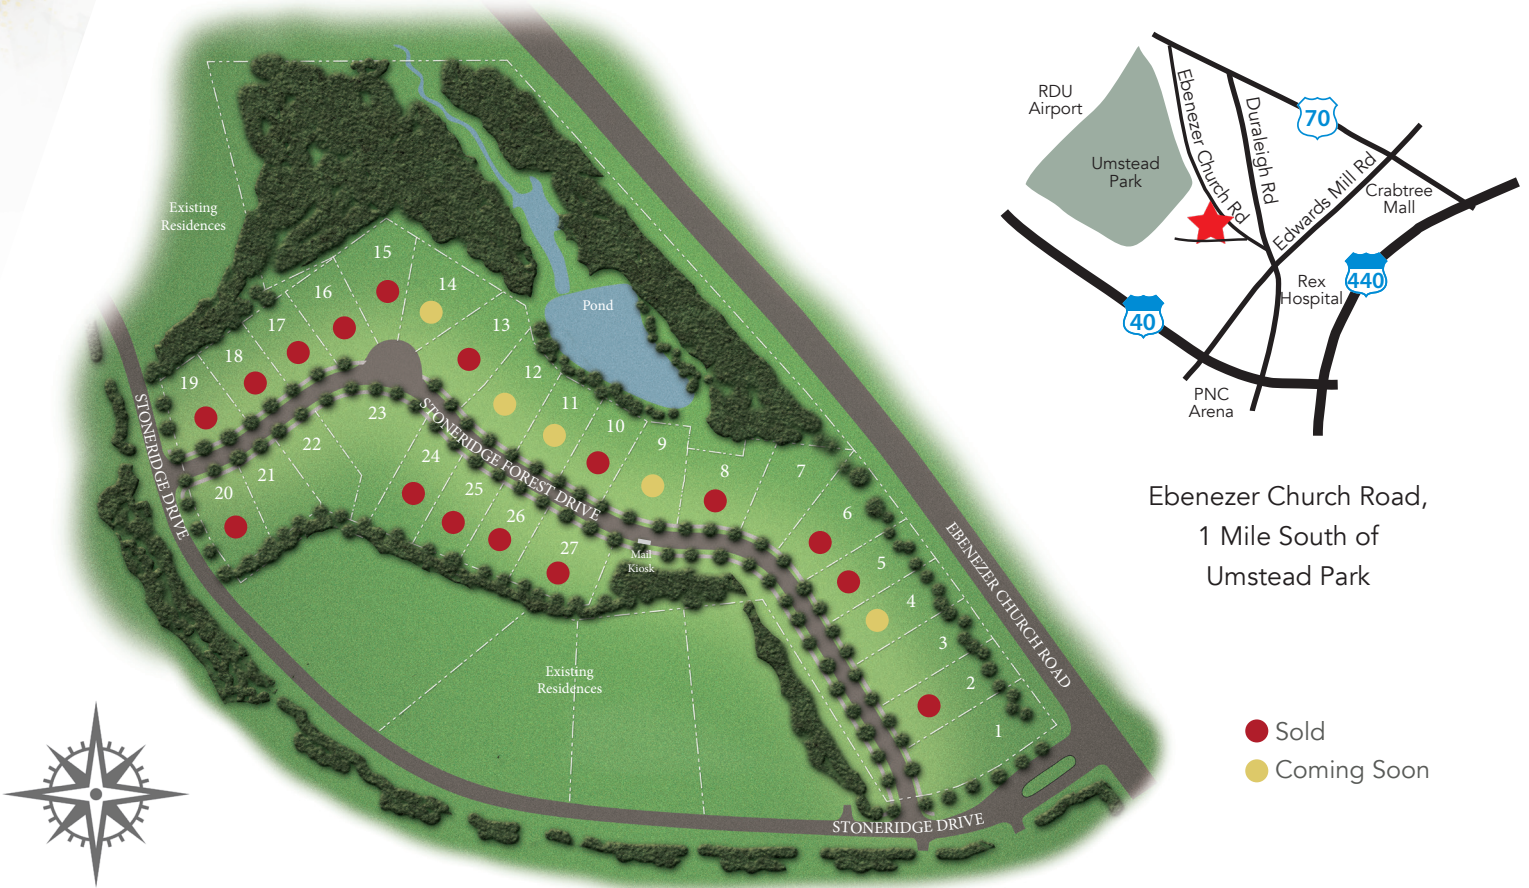 Existing
Residences
15
16
14
17
13
18
19
12
11
10
9
8
7
6
5
4
3
2
1
20
21
22
23
24
25
26
27
Pond
Mail
Kiosk
Existing
Residences
STONERIDGE DRIVE
STONERIDGE FOREST DRIVE
EBENEZER CHURCH ROAD
STONERIDGE DRIVE
RDU
Airport
Umstead
Park
Ebenezer Church Rd
Duraleigh Rd
70
Edwards Mill Rd
Crabtree
Mall
Rex
Hospital
440
40
PNC
Arena
Ebenezer Church Road,
1 Mile South of
Umstead Park
Sold
Coming Soon